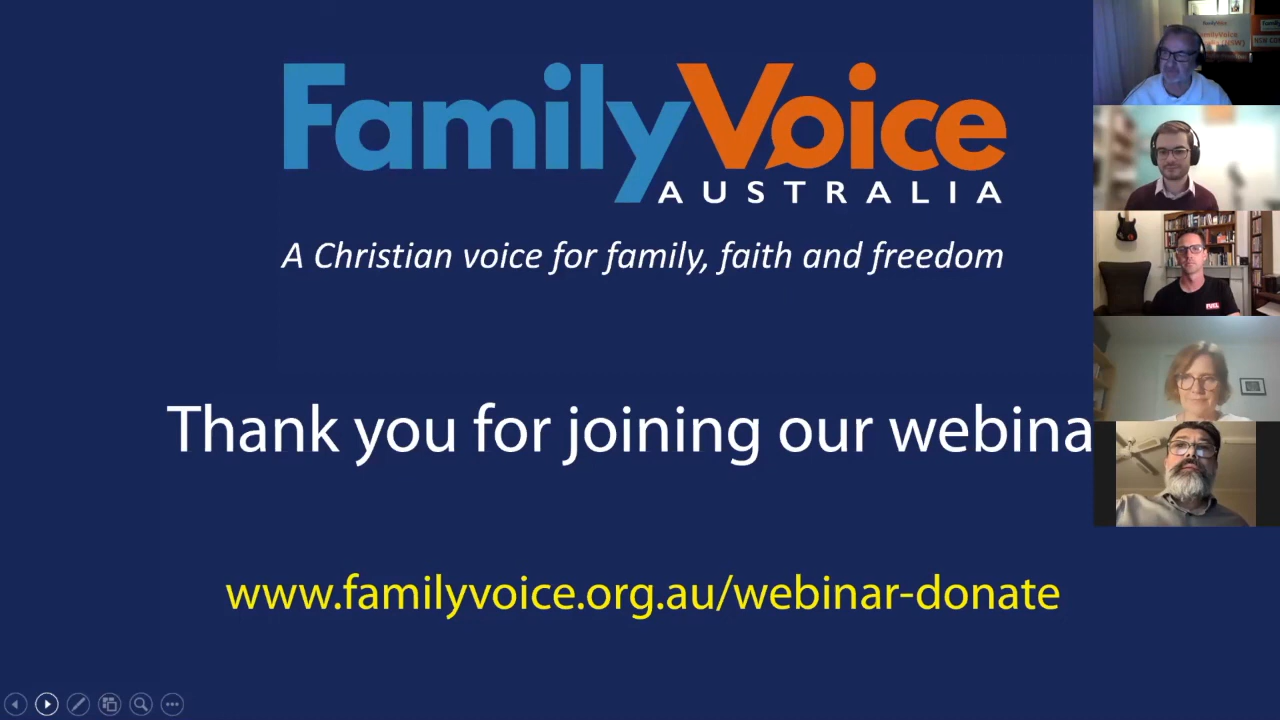 FamilyVoice
AUSTRALIA
A Christian voice for family, faith and freedom
Thank you for joining our webina
www.familyvoice.org.au/webinar-donate